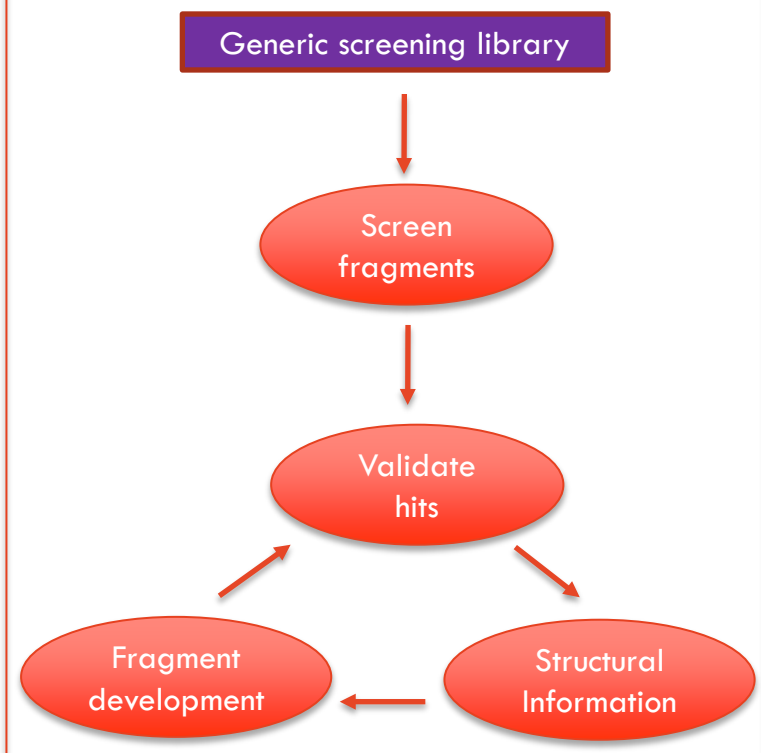 Generic screening library
Screen
fragments
Validate
hits
Fragment
development
Structural
Information